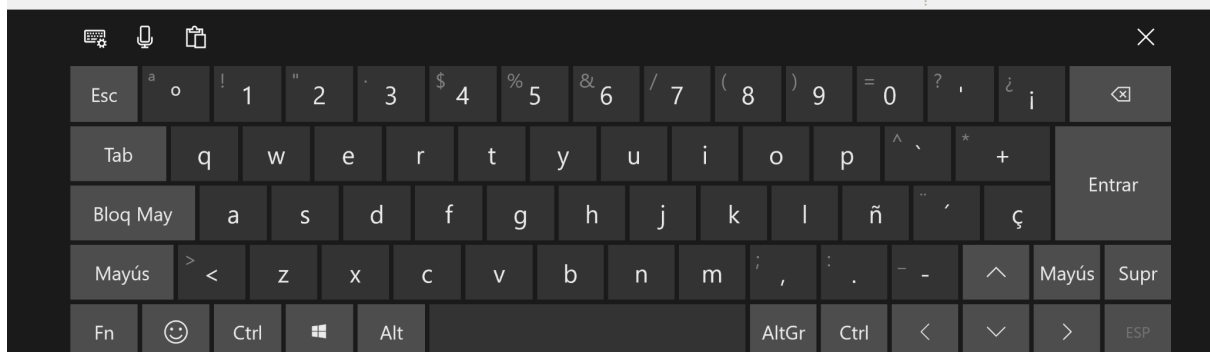 Esc ª º ! 1 " 2 · 3 $ 4 % 5 & 6 / 7 ( 8 ) 9 = 0 ? ' ¿ ¡
Tab q w e r t y u i o p ^ ` * +
Entrar
Bloq May a s d f g h j k l ñ ¨ ´ ç
Mayús > < z x c v b n m ; , : . _ - Mayús Supr
Fn Ctrl Alt AltGr Ctrl ESP